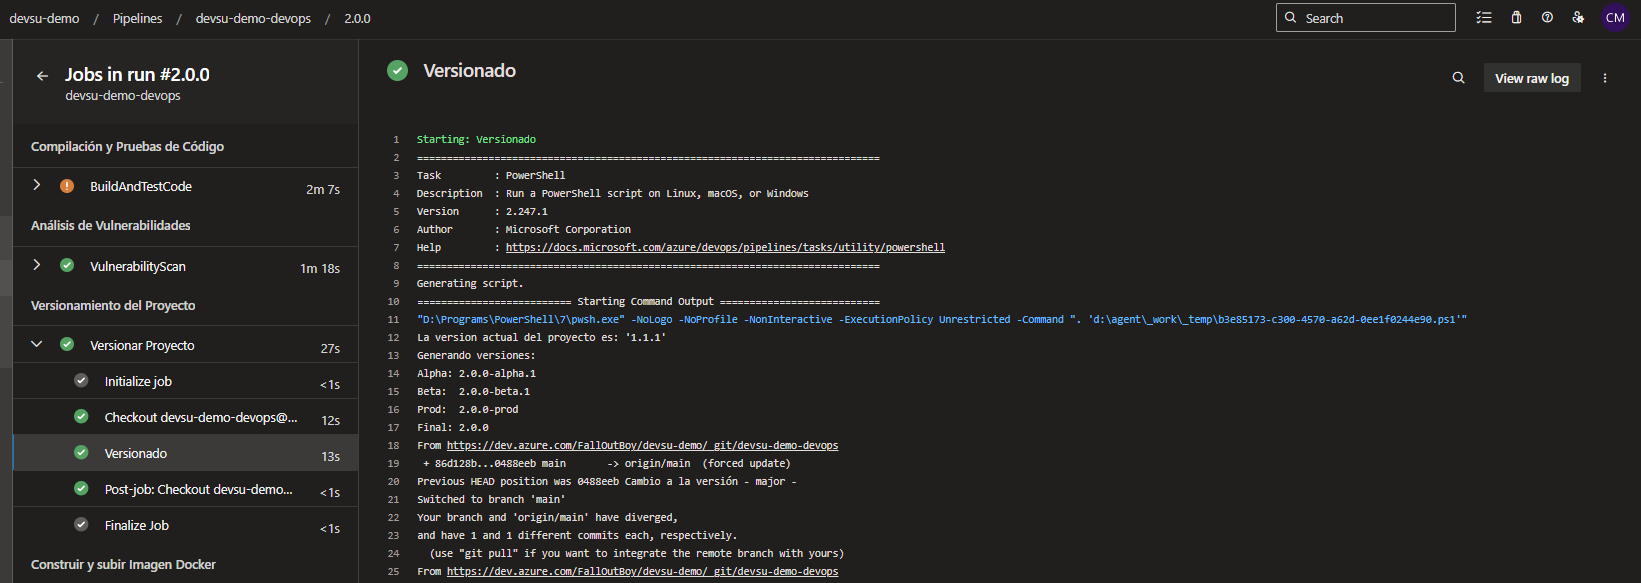 devsu-demo / Pipelines / devsu-demo-devops / 2.0.0
Search
CM
Jobs in run #2.0.0
devsu-demo-devops
Compilación y Pruebas de Código
BuildAndTestCode 2m 7s
Análisis de Vulnerabilidades
VulnerabilityScan 1m 18s
Versionamiento del Proyecto
Versionar Proyecto 27s
Initialize job <1s
Checkout devsu-demo-devops@... 12s
Versionado 13s
Post-job: Checkout devsu-demo... <1s
Finalize Job <1s
Construir y subir Imagen Docker
Versionado
View raw log
1 Starting: Versionado
2 ==============================================================================
3 Task : PowerShell
4 Description : Run a PowerShell script on Linux, macOS, or Windows
5 Version : 2.247.1
6 Author : Microsoft Corporation
7 Help : https://docs.microsoft.com/azure/devops/pipelines/tasks/utility/powershell
8 ==============================================================================
9 Generating script.
10 ========================== Starting Command Output ===========================
11 "D:\Programs\PowerShell\7\pwsh.exe" -NoLogo -NoProfile -NonInteractive -ExecutionPolicy Unrestricted -Command ". 'd:\agent\_work\_temp\b3e85173-c300-4570-a62d-0ee1f0244e90.ps1'"
12 La version actual del proyecto es: '1.1.1'
13 Generando versiones:
14 Alpha: 2.0.0-alpha.1
15 Beta: 2.0.0-beta.1
16 Prod: 2.0.0-prod
17 Final: 2.0.0
18 From https://dev.azure.com/FallOutBoy/devsu-demo/_git/devsu-demo-devops
19 + 86d128b...0488eeb main -> origin/main (forced update)
20 Previous HEAD position was 0488eeb Cambio a la versión - major -
21 Switched to branch 'main'
22 Your branch and 'origin/main' have diverged,
23 and have 1 and 1 different commits each, respectively.
24 (use "git pull" if you want to integrate the remote branch with yours)
25 From https://dev.azure.com/FallOutBoy/devsu-demo/_git/devsu-demo-devops